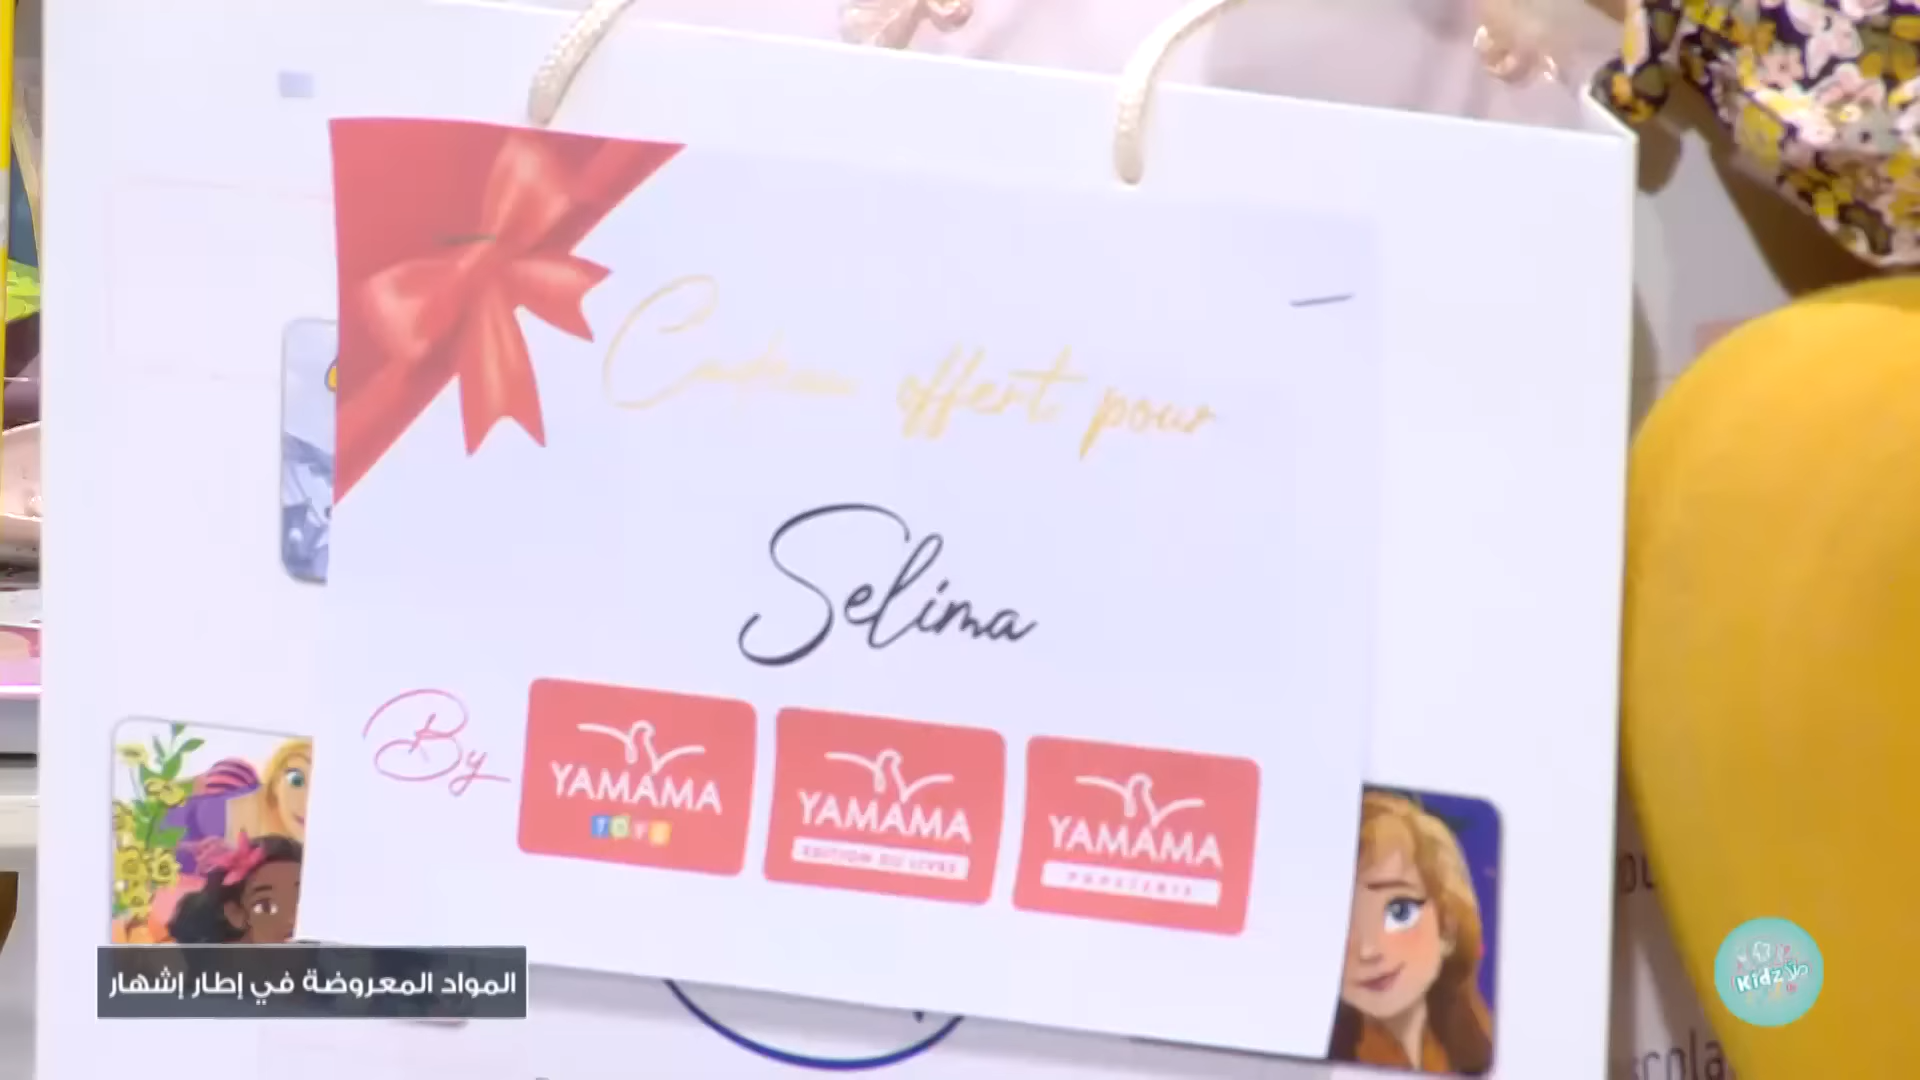 Cadeau offert pour
Selima
By
YAMAMA
TOYS
YAMAMA
EDITION DU LIVRE
YAMAMA
PAPETERIE
المواد المعروضة في إطار إشهار
Kidz